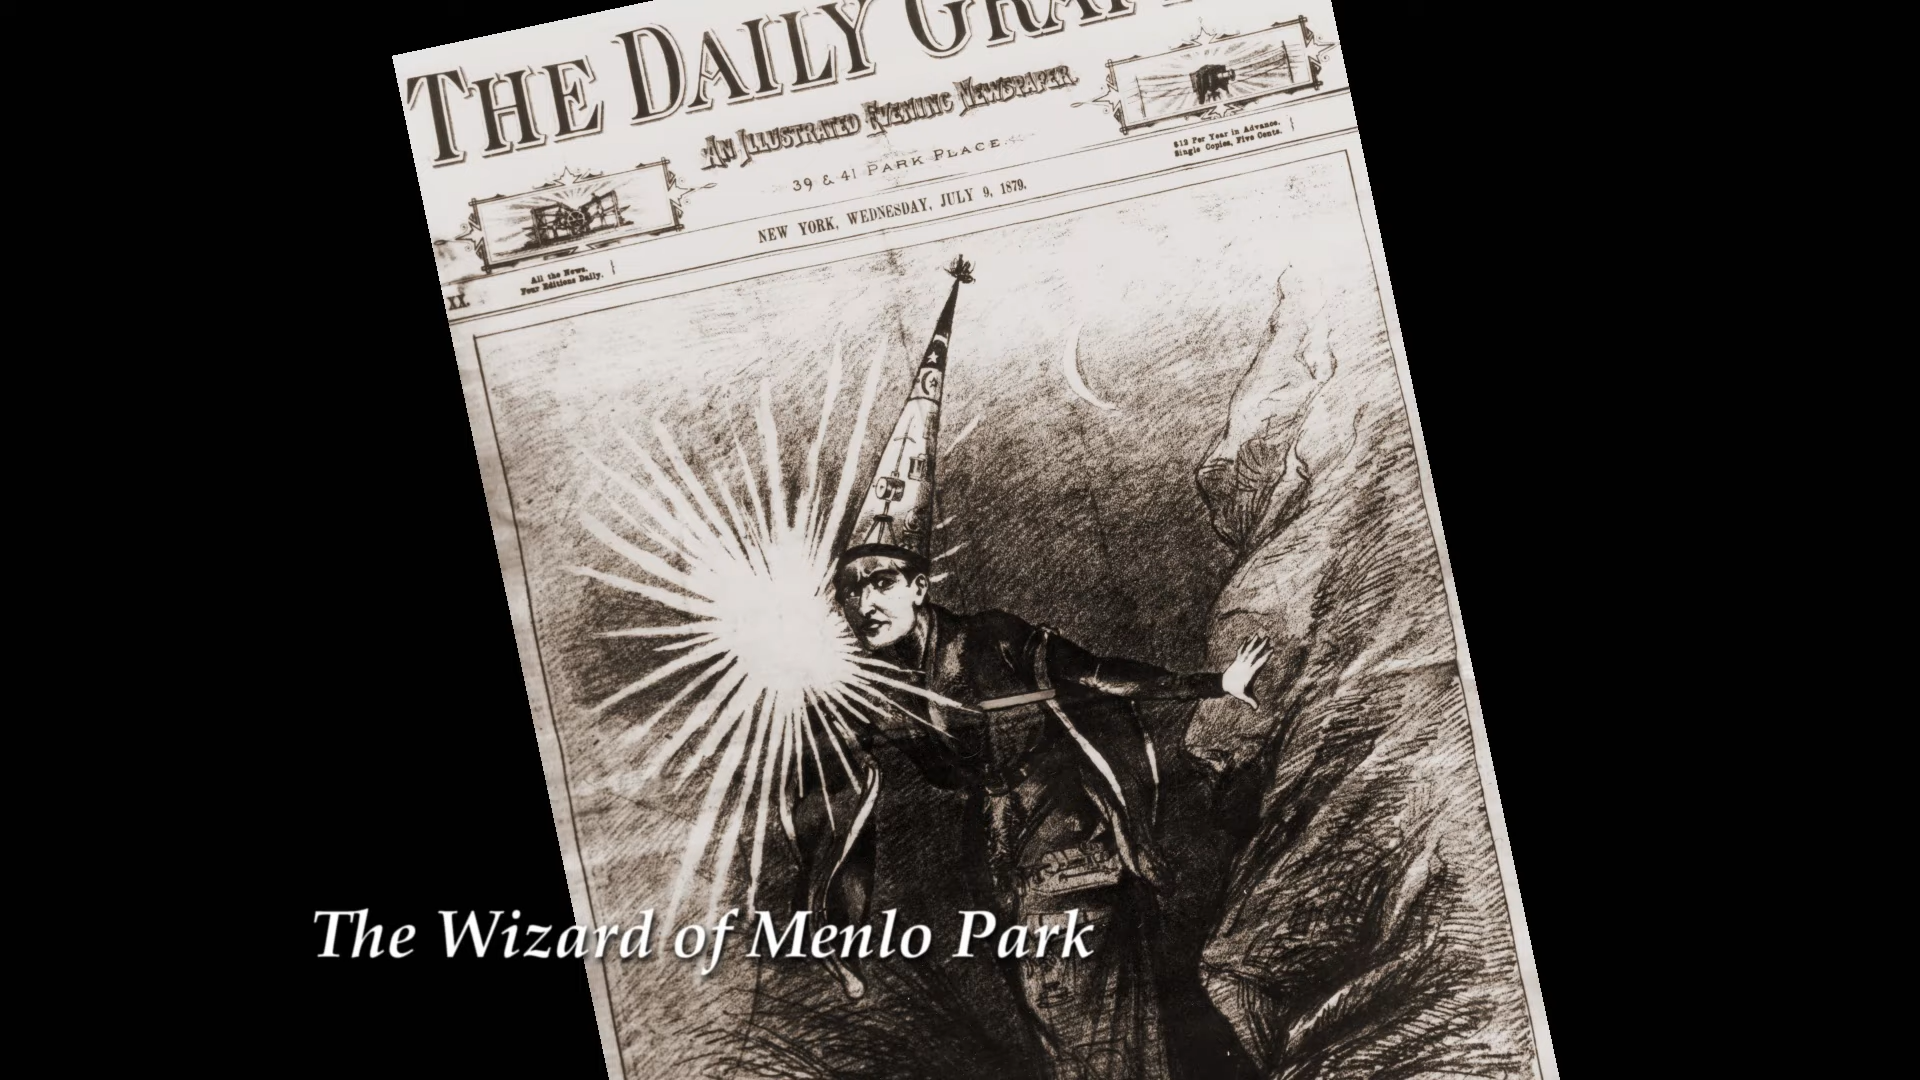 THE DAILY GRAP
AN ILLUSTRATED EVENING NEWSPAPER.
39 & 41 PARK PLACE.
$12 Per Year in Advance.
Single Copies, Five Cents.
NEW YORK, WEDNESDAY, JULY 9, 1879.
All the News.
Four Editions Daily.
XI.
The Wizard of Menlo Park